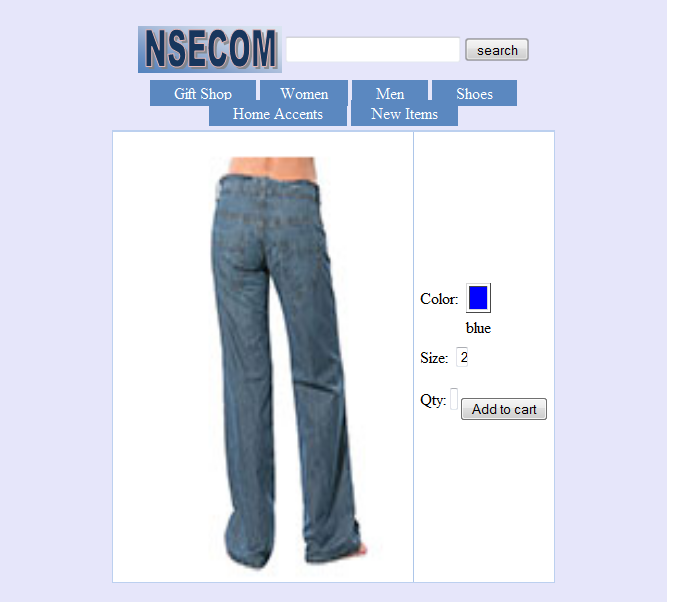 NSECOM search
Gift Shop Women Men Shoes
Home Accents New Items
Color:
blue
Size: 2
Qty: Add to cart